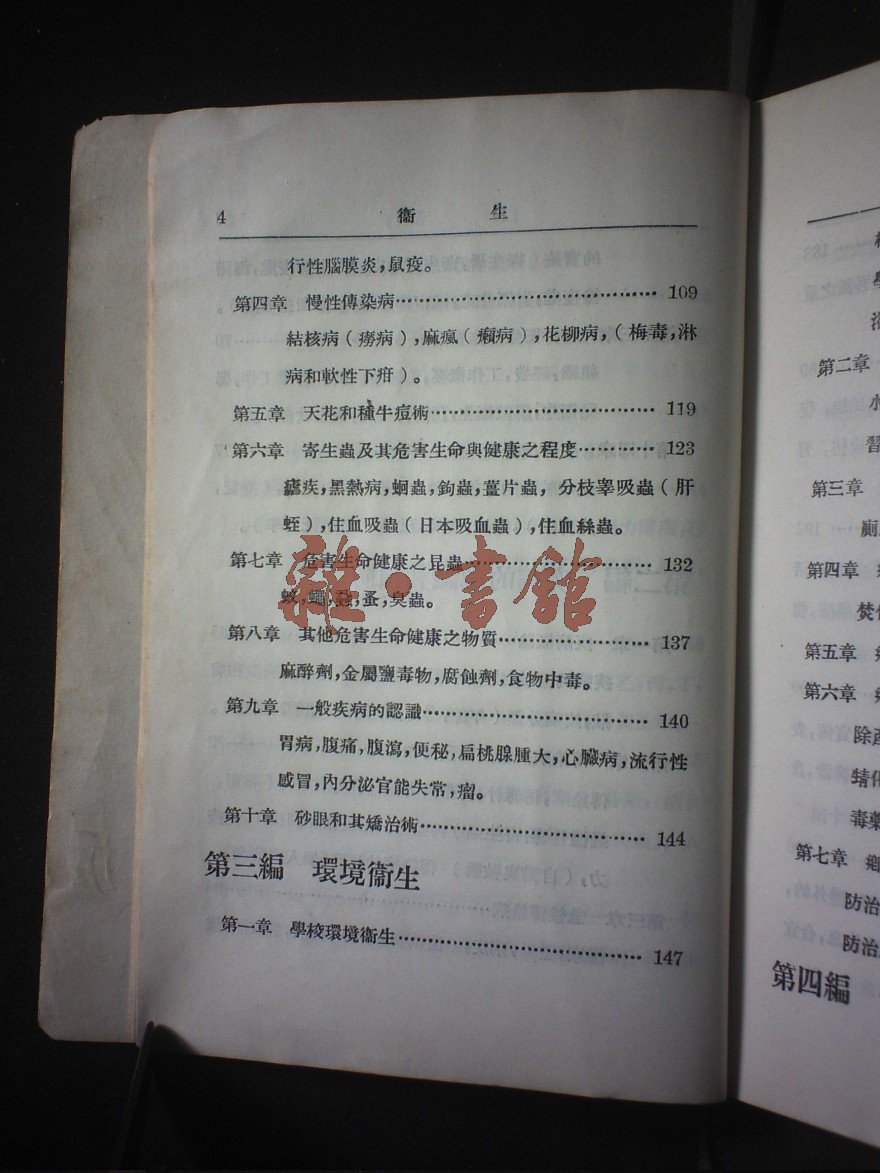 4 衞 生
行性腦膜炎，鼠疫。
第四章 慢性傳染病…………………………… 109
結核病（癆病），麻瘋（癩病），花柳病，（梅毒，淋
病和軟性下疳）。
第五章 天花和種牛痘術………………………… 119
第六章 寄生蟲及其危害生命與健康之程度………… 123
瘧疾，黑熱病，蛔蟲，鉤蟲，薑片蟲， 分枝睾吸蟲（肝
蛭），住血吸蟲（日本吸血蟲），住血絲蟲。
第七章 危害生命健康之昆蟲…………………… 132
蚤，臭蟲。
第八章 其他危害生命健康之物質………………… 137
麻醉劑，金屬鹽毒物，腐蝕劑，食物中毒。
第九章 一般疾病的認識………………………… 140
胃病，腹痛，腹瀉，便秘，扁桃腺腫大，心臟病，流行性
感冒，內分泌官能失常，瘤。
第十章 砂眼和其矯治術………………………… 144
第三編 環境衞生
第一章 學校環境衞生…………………………… 147
雜·書館
第二章
第三章
第四章
焚
第五章
第六章
除
毒
第七章
防治
防治
第四編